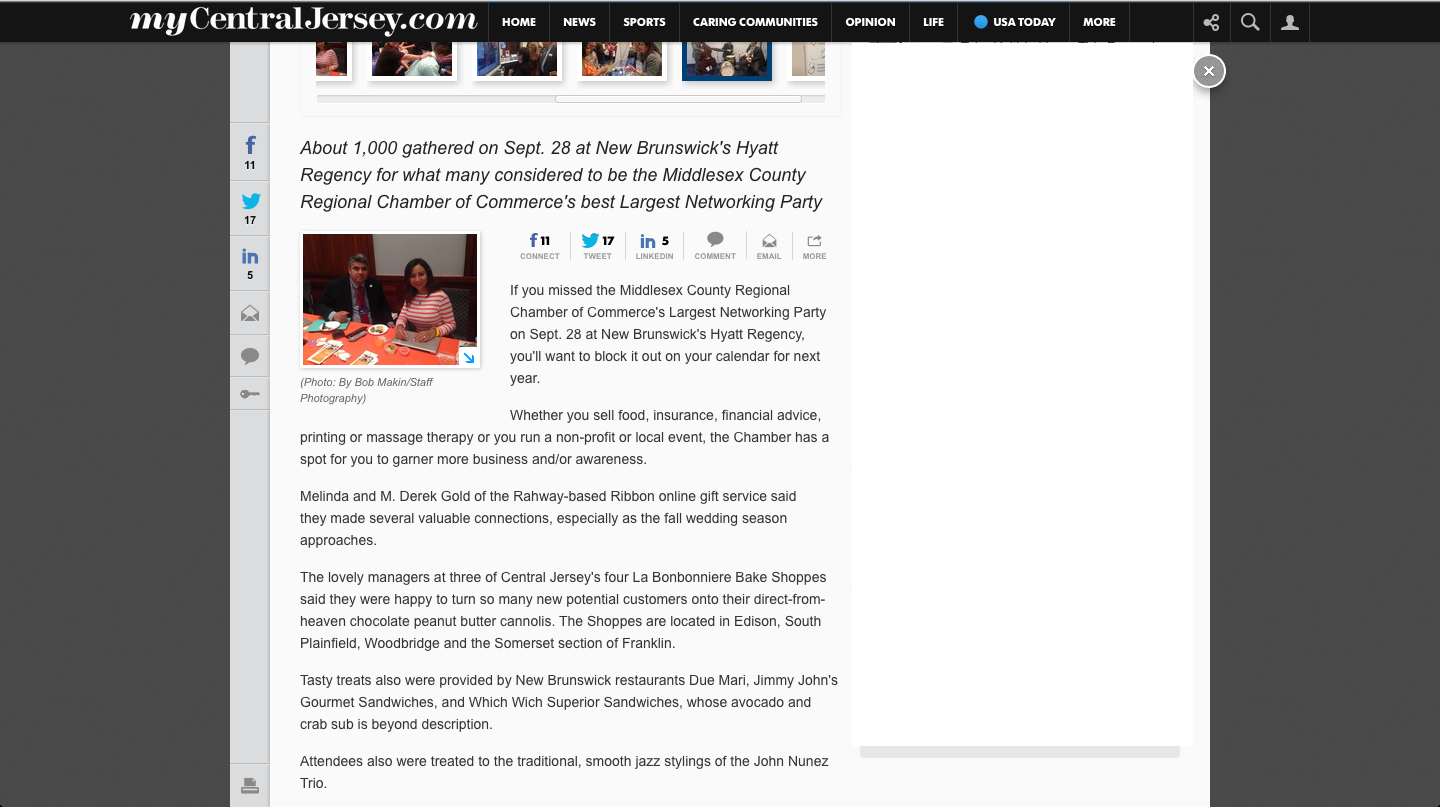 myCentralJersey.com
HOME
NEWS
SPORTS
CARING COMMUNITIES
OPINION
LIFE
USA TODAY
MORE
11
17
5
About 1,000 gathered on Sept. 28 at New Brunswick's Hyatt
Regency for what many considered to be the Middlesex County
Regional Chamber of Commerce's best Largest Networking Party
(Photo: By Bob Makin/Staff
Photography)
11
CONNECT
17
TWEET
5
LINKEDIN
COMMENT
EMAIL
MORE
If you missed the Middlesex County Regional
Chamber of Commerce's Largest Networking Party
on Sept. 28 at New Brunswick's Hyatt Regency,
you'll want to block it out on your calendar for next
year.
Whether you sell food, insurance, financial advice,
printing or massage therapy or you run a non-profit or local event, the Chamber has a
spot for you to garner more business and/or awareness.
Melinda and M. Derek Gold of the Rahway-based Ribbon online gift service said
they made several valuable connections, especially as the fall wedding season
approaches.
The lovely managers at three of Central Jersey's four La Bonbonniere Bake Shoppes
said they were happy to turn so many new potential customers onto their direct-from-
heaven chocolate peanut butter cannolis. The Shoppes are located in Edison, South
Plainfield, Woodbridge and the Somerset section of Franklin.
Tasty treats also were provided by New Brunswick restaurants Due Mari, Jimmy John's
Gourmet Sandwiches, and Which Wich Superior Sandwiches, whose avocado and
crab sub is beyond description.
Attendees also were treated to the traditional, smooth jazz stylings of the John Nunez
Trio.